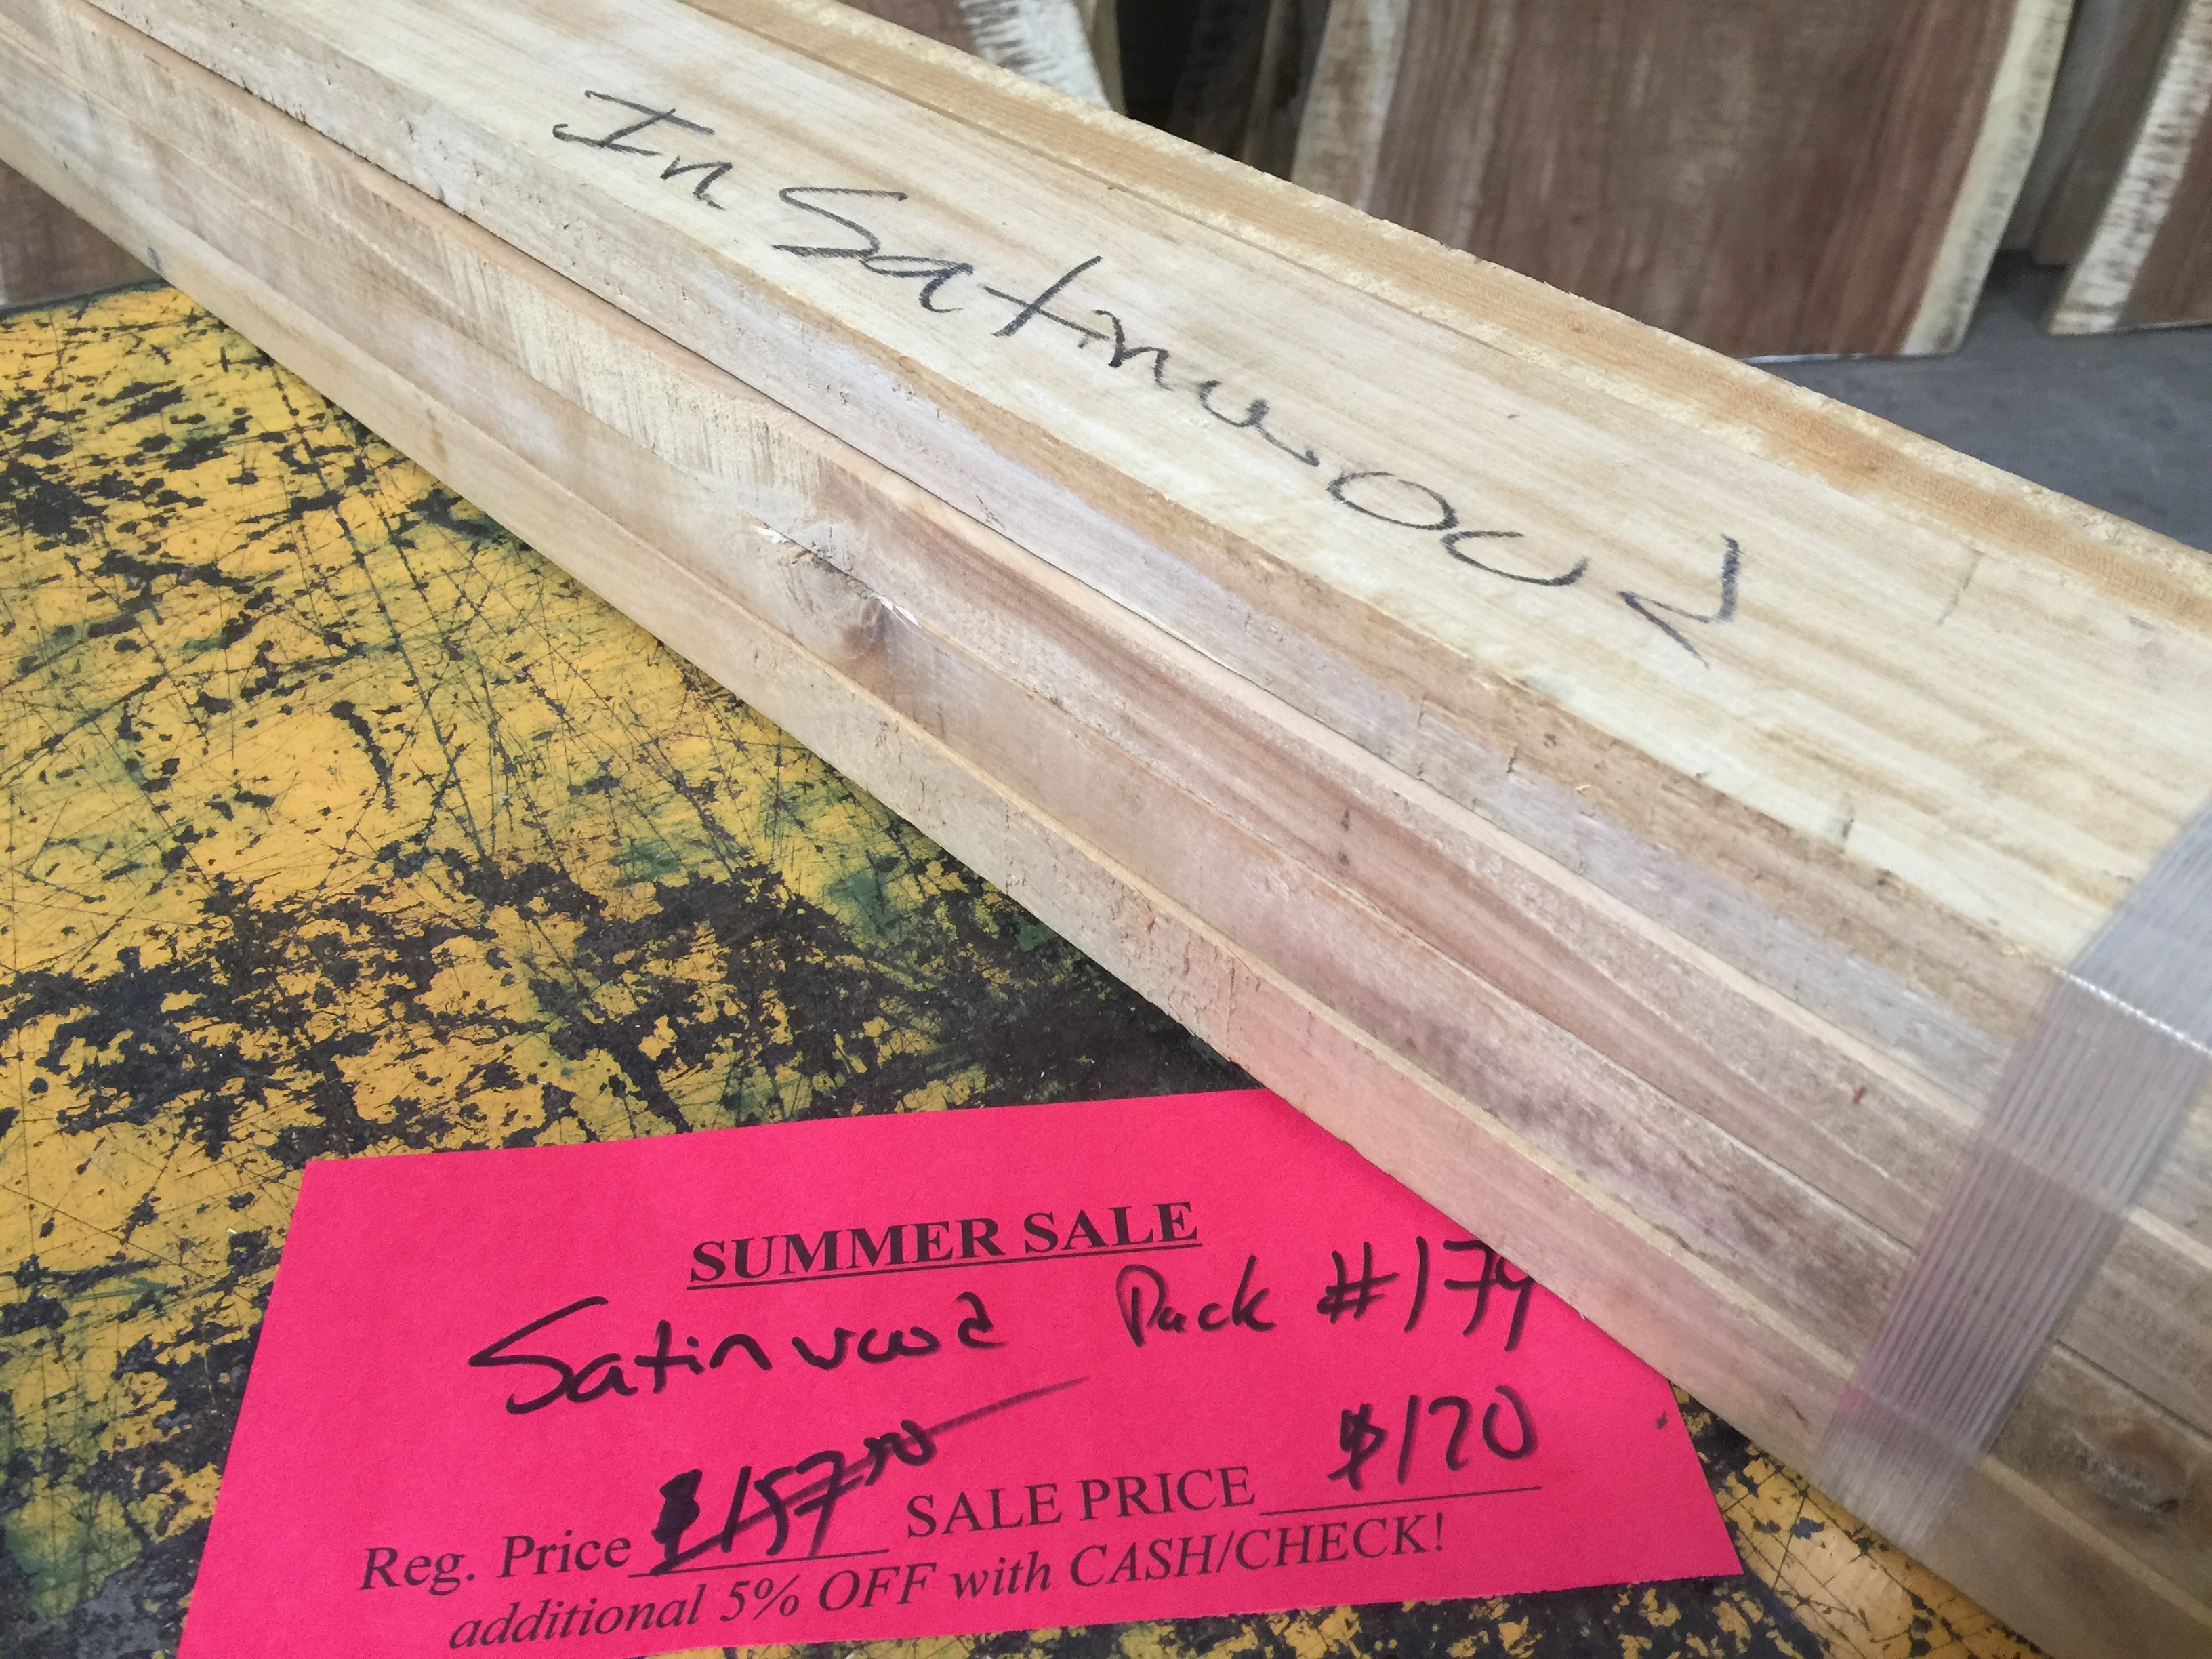 In Satinwood
SUMMER SALE
Satinwood Pack #179
Reg. Price $157.50 SALE PRICE $120
additional 5% OFF with CASH/CHECK!